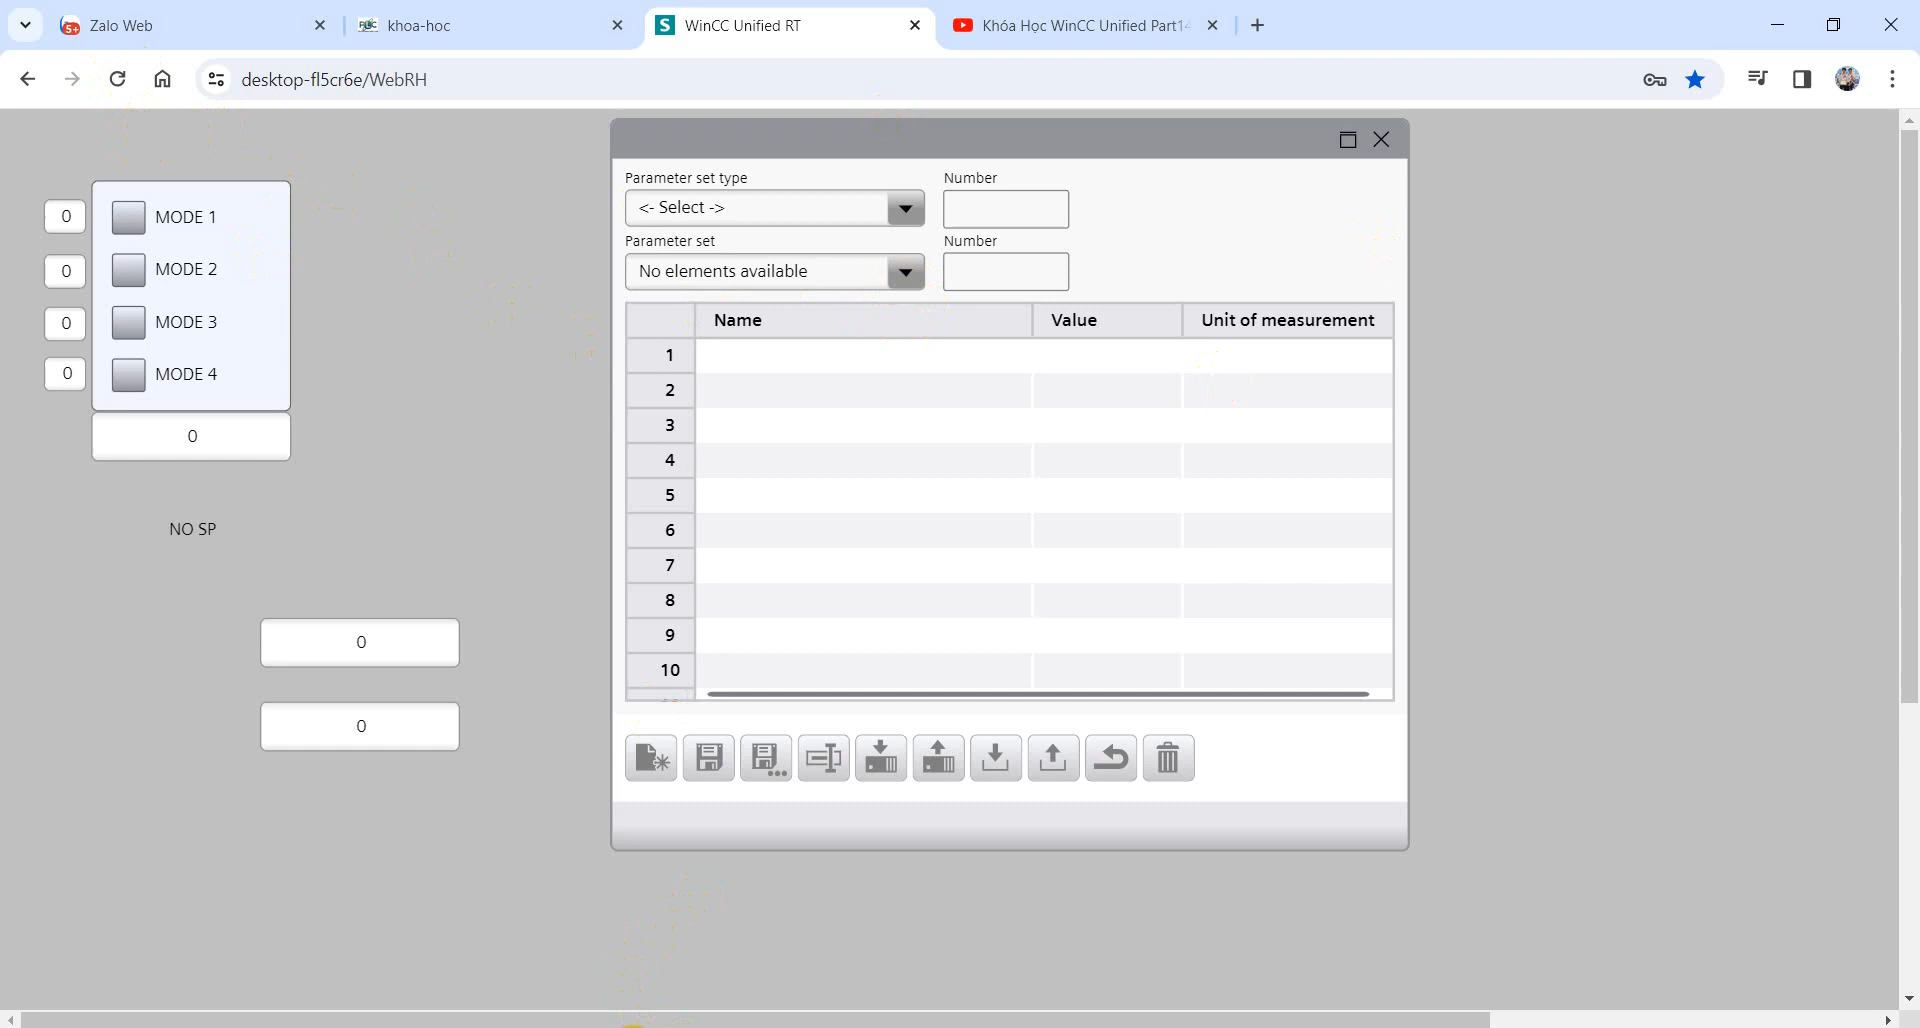 Zalo Web
khoa-hoc
WinCC Unified RT
Khóa Học WinCC Unified Part14
desktop-fl5cr6e/WebRH
0 MODE 1
0 MODE 2
0 MODE 3
0 MODE 4
0
NO SP
0
0
Parameter set type Number
<- Select ->
Parameter set Number
No elements available
Name Value Unit of measurement
1
2
3
4
5
6
7
8
9
10